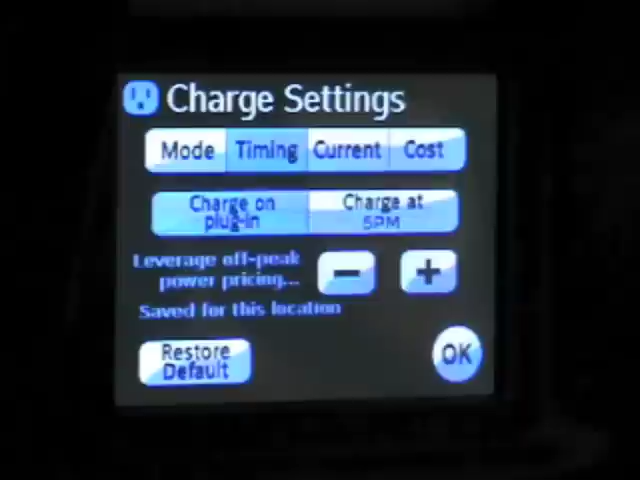 Charge Settings
Mode Timing Current Cost
Charge on Charge at
plug-in 5PM
Leverage off-peak
power pricing...
Saved for this location
Restore
Default
OK